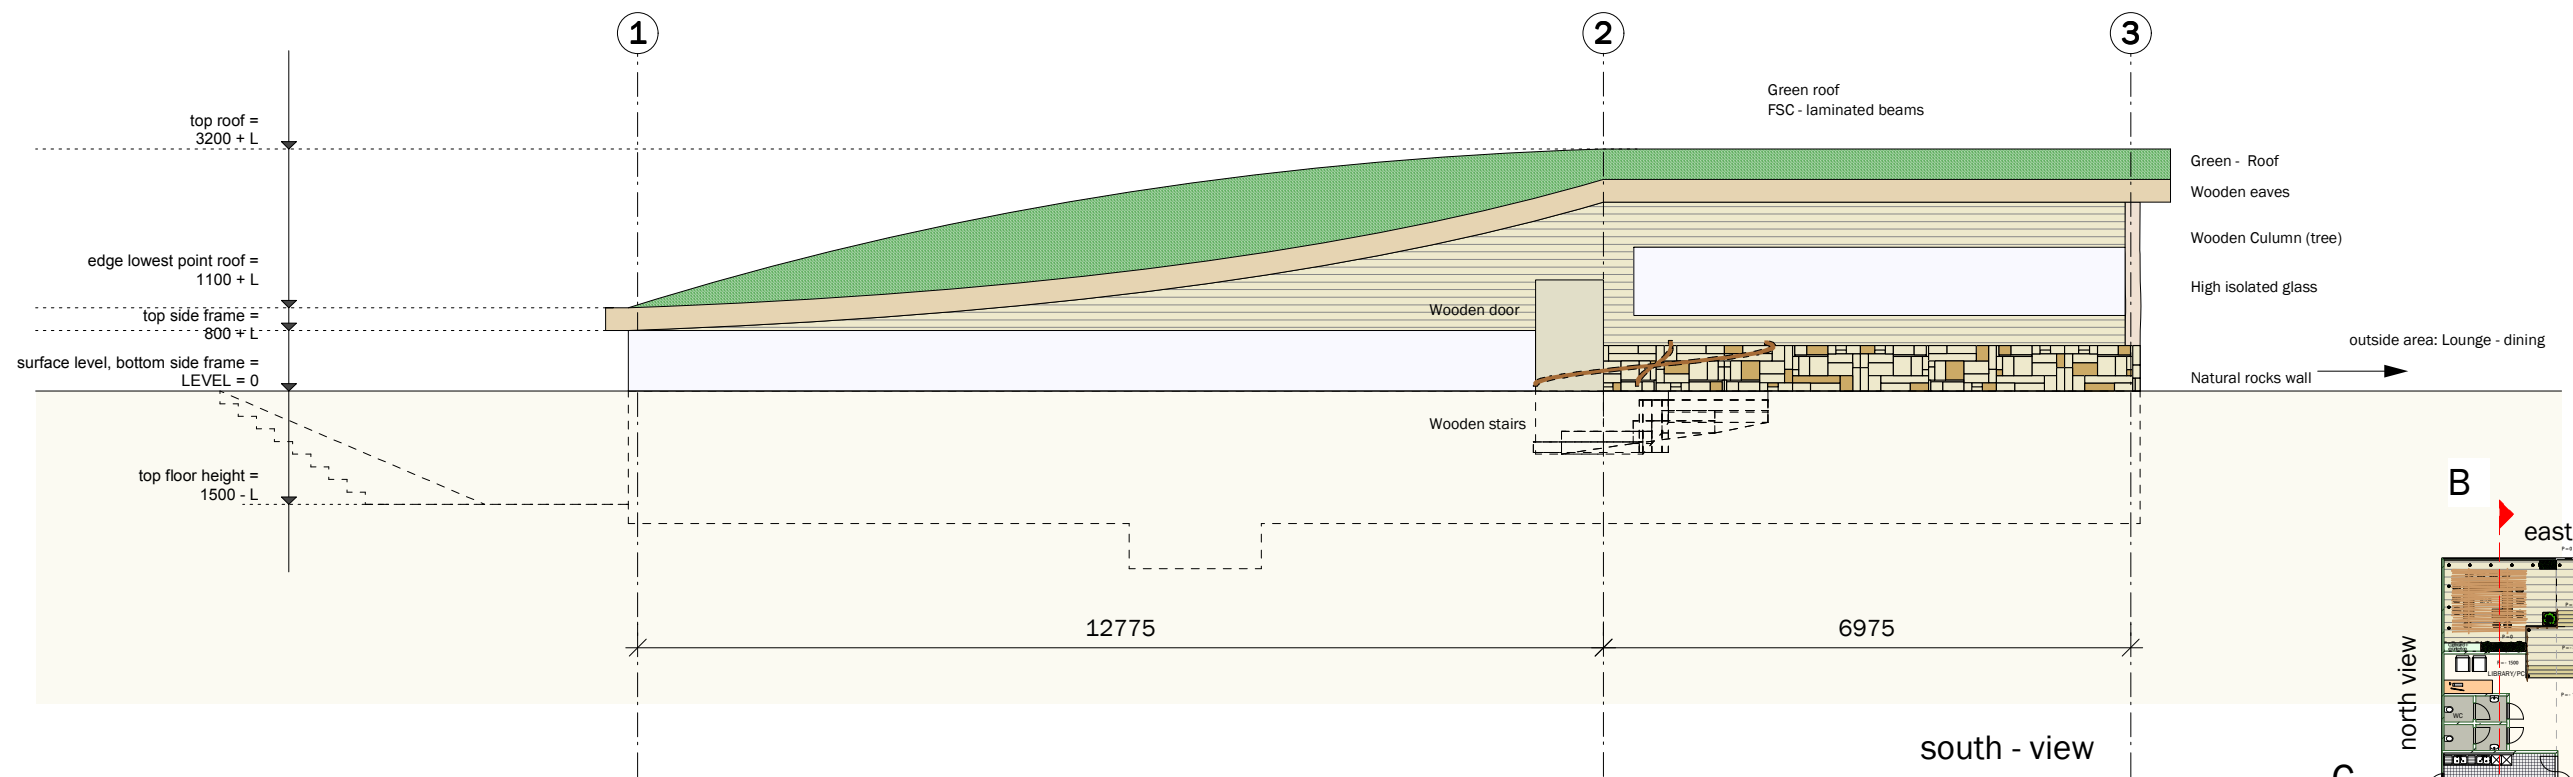 1
2
3
Green roof
FSC - laminated beams
top roof =
3200 + L
Green - Roof
Wooden eaves
Wooden Culumn (tree)
edge lowest point roof =
1100 + L
High isolated glass
top side frame =
800 + L
Wooden door
outside area: Lounge - dining
surface level, bottom side frame =
LEVEL = 0
Natural rocks wall
Wooden stairs
top floor height =
1500 - L
B
east
12775
6975
north view
LIBRARY/PC
WC
south - view